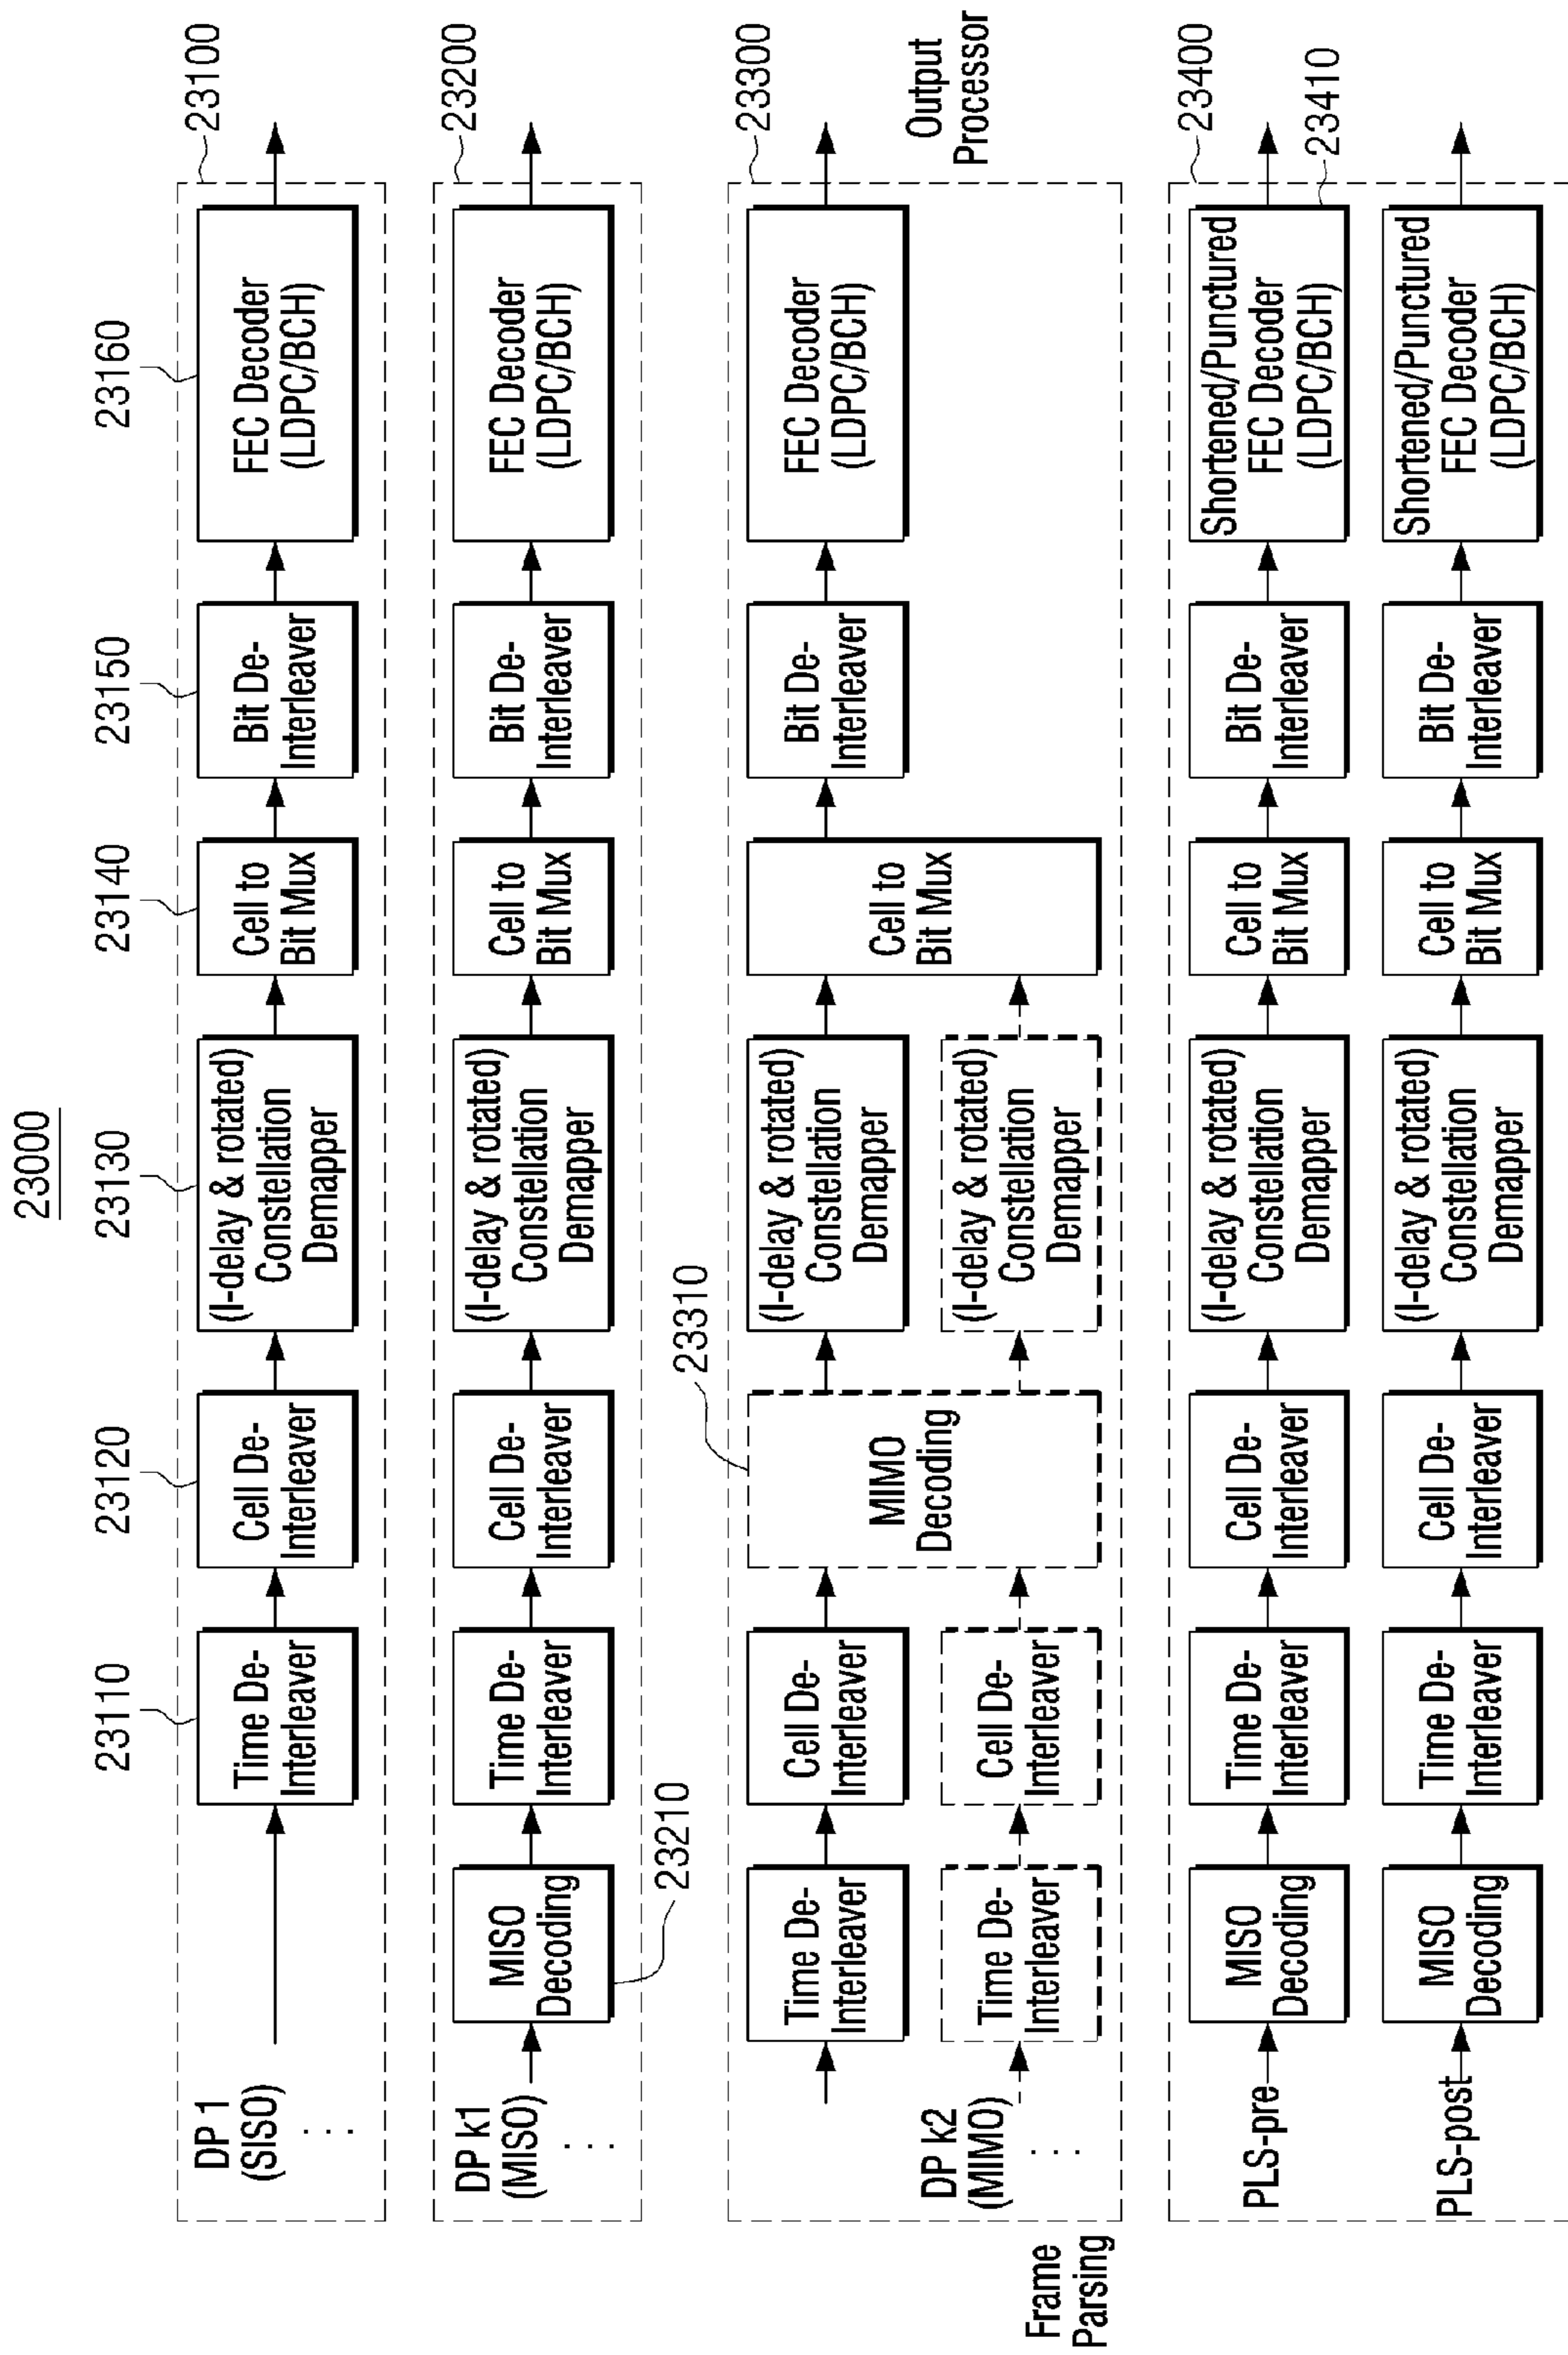 23000
23110
23120
23130
23140
23150
23160
23100
DP 1
(SISO)
. . .
Time De-
Interleaver
Cell De-
Interleaver
(I-delay & rotated)
Constellation
Demapper
Cell to
Bit Mux
Bit De-
Interleaver
FEC Decoder
(LDPC/BCH)
23200
DP k1
(MISO)
. . .
MISO
Decoding
Time De-
Interleaver
Cell De-
Interleaver
(I-delay & rotated)
Constellation
Demapper
Cell to
Bit Mux
Bit De-
Interleaver
FEC Decoder
(LDPC/BCH)
23210
23310
23300
Time De-
Interleaver
Cell De-
Interleaver
MIMO
Decoding
(I-delay & rotated)
Constellation
Demapper
Cell to
Bit Mux
Bit De-
Interleaver
FEC Decoder
(LDPC/BCH)
DP k2
(MIMO)
. . .
Time De-
Interleaver
Cell De-
Interleaver
(I-delay & rotated)
Constellation
Demapper
Frame
Parsing
Output
Processor
23400
PLS-pre
MISO
Decoding
Time De-
Interleaver
Cell De-
Interleaver
(I-delay & rotated)
Constellation
Demapper
Cell to
Bit Mux
Bit De-
Interleaver
Shortened/Punctured
FEC Decoder
(LDPC/BCH)
23410
PLS-post
MISO
Decoding
Time De-
Interleaver
Cell De-
Interleaver
(I-delay & rotated)
Constellation
Demapper
Cell to
Bit Mux
Bit De-
Interleaver
Shortened/Punctured
FEC Decoder
(LDPC/BCH)